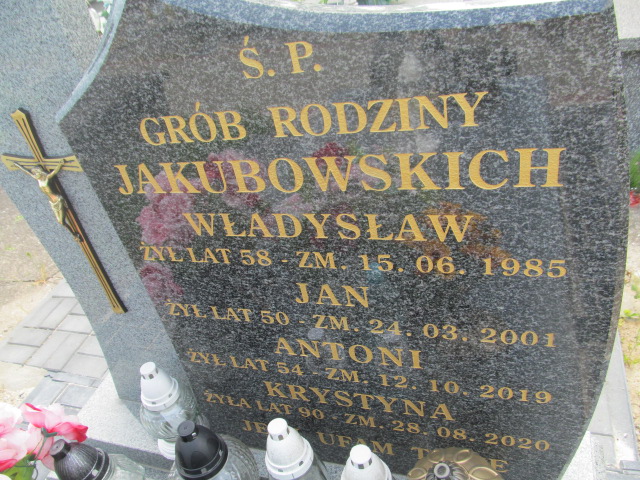 Ś. P.
GRÓB RODZINY
JAKUBOWSKICH
WŁADYSŁAW
ŻYŁ LAT 58 - ZM. 15. 06. 1985
JAN
ŻYŁ LAT 50 - ZM. 24. 03. 2001
ANTONI
ŻYŁ LAT 54 - ZM. 12. 10. 2019
KRYSTYNA
ŻYŁA LAT 90 - ZM. 28. 08. 2020
UFAM